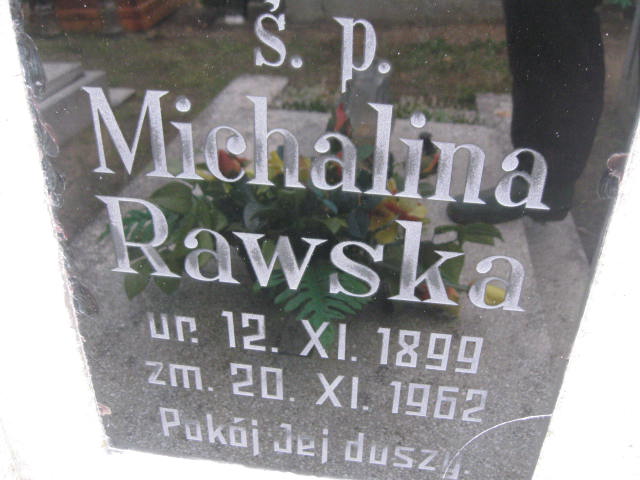 Ś. p.
Michalina
Rawska
ur. 12. XI. 1899
zm. 20. XI. 1962
Pokój Jej duszy.